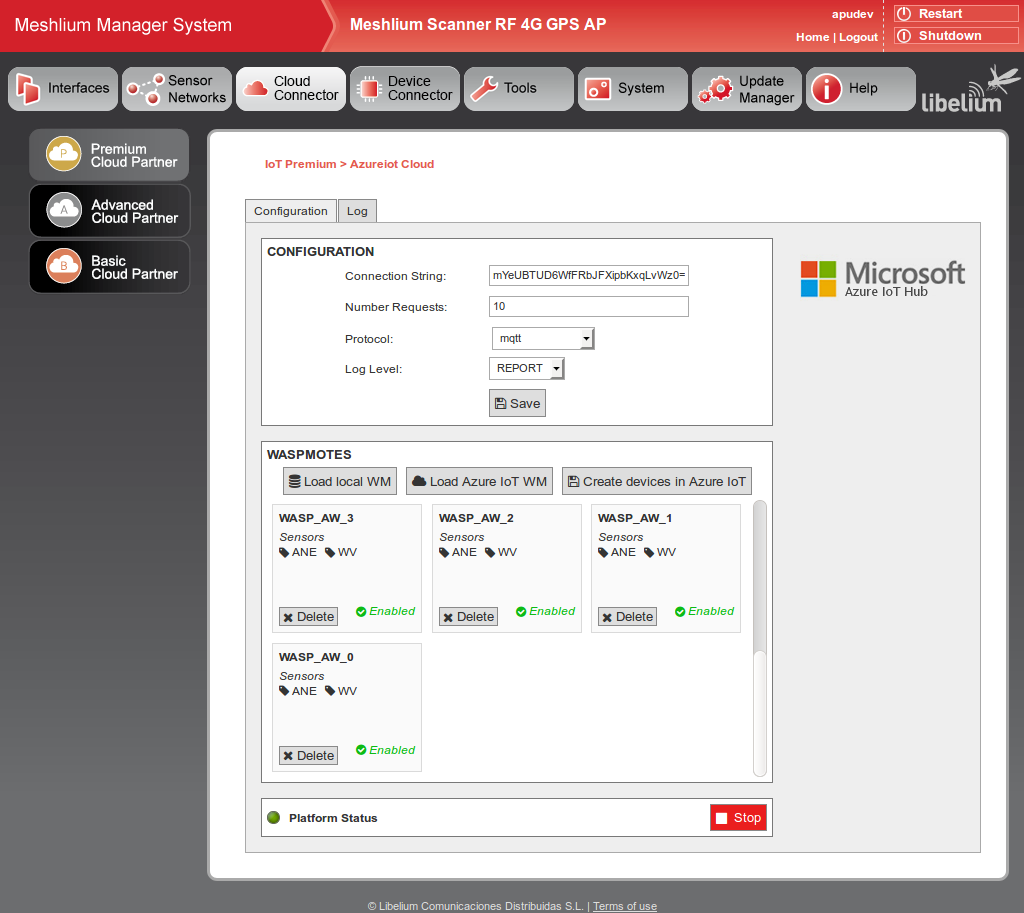 Meshlium Manager System
Meshlium Scanner RF 4G GPS AP
apudev
Home | Logout
Restart
Shutdown
Interfaces
Sensor
Networks
Cloud
Connector
Device
Connector
Tools
System
Update
Manager
Help
libelium
P
Premium
Cloud Partner
A
Advanced
Cloud Partner
B
Basic
Cloud Partner
IoT Premium > Azureiot Cloud
Configuration
Log
CONFIGURATION
Connection String:
mYeUBTUD6WfFRbJFXipbKxqLvWz0=
Number Requests:
10
Protocol:
mqtt
Log Level:
REPORT
Save
Microsoft
Azure IoT Hub
WASPMOTES
Load local WM
Load Azure IoT WM
Create devices in Azure IoT
WASP_AW_3
Sensors
ANE WV
Delete
Enabled
WASP_AW_2
Sensors
ANE WV
Delete
Enabled
WASP_AW_1
Sensors
ANE WV
Delete
Enabled
WASP_AW_0
Sensors
ANE WV
Delete
Enabled
Platform Status
Stop
© Libelium Comunicaciones Distribuidas S.L. | Terms of use